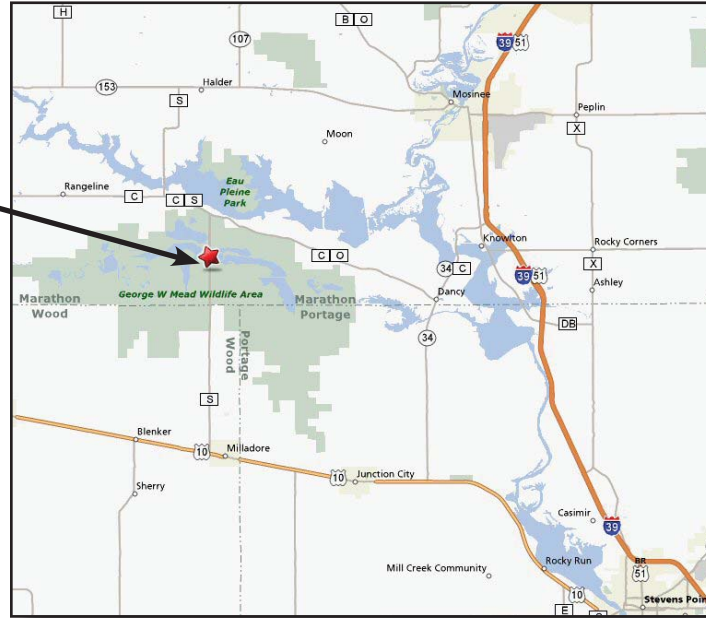 H
107
B O
39 51
153
Halder
S
Mosinee
Peplin
X
Moon
Eau
Pleine
Park
Rangeline
C
C S
C O
Knowlton
Rocky Corners
34 C
39 51
X
Ashley
George W Mead Wildlife Area
Dancy
Marathon
Wood
Marathon
Portage
DB
34
Portage
Wood
S
Blenker
10
Milladore
10
Junction City
Sherry
Casimir
39
Mill Creek Community
Rocky Run
BR
51
10
E
Stevens Poin